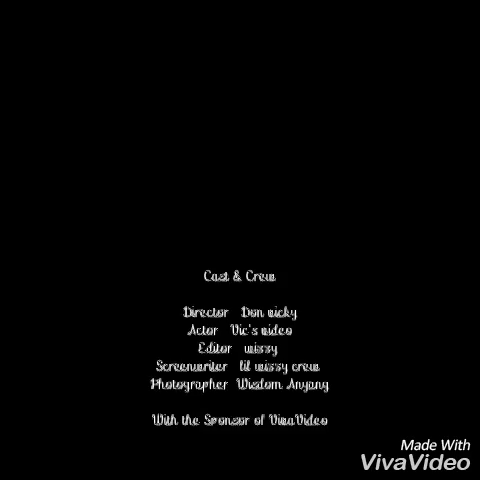 Cast & Crew
Director Don wicky
Actor Vic's video
Editor wissy
Screenwriter lil wissy crew
Photographer Wisdom Anyang
With the Sponsor of VivaVideo
Made With
VivaVideo